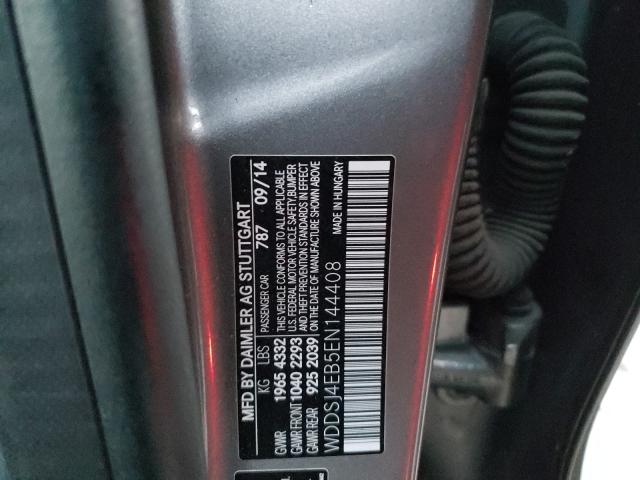 MFD BY DAIMLER AG STUTTGART
PASSENGER CAR 787 09/14
KG LBS
GVWR 1965 4332
GAWR FRONT 1040 2293
GAWR REAR 925 2039
THIS VEHICLE CONFORMS TO ALL APPLICABLE
U.S. FEDERAL MOTOR VEHICLE SAFETY, BUMPER
AND THEFT PREVENTION STANDARDS IN EFFECT
ON THE DATE OF MANUFACTURE SHOWN ABOVE
MADE IN HUNGARY
WDDSJ4EB5EN144408